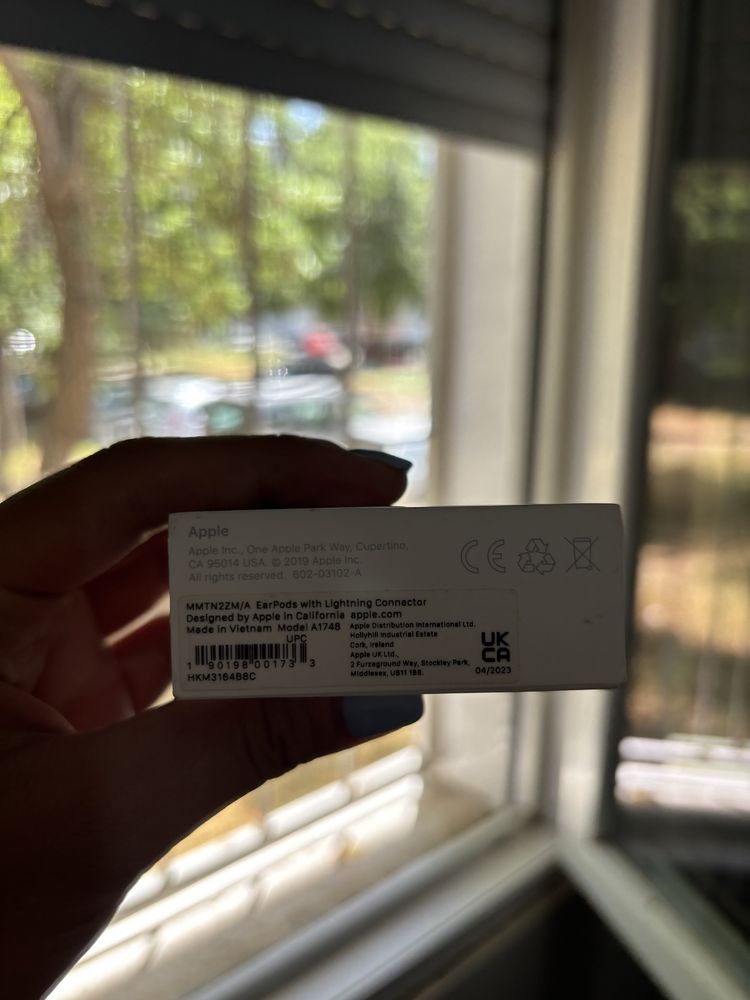 Apple
Apple Inc., One Apple Park Way, Cupertino,
CA 95014 USA. © 2019 Apple Inc.
All rights reserved. 602-03102-A
MMTN2ZM/A EarPods with Lightning Connector
Designed by Apple in California apple.com
Made in Vietnam Model A1748
UPC
1 90198 00173 3
HKM3164B8C
Apple Distribution International Ltd.
Hollyhill Industrial Estate
Cork, Ireland
Apple UK Ltd.,
2 Furzeground Way, Stockley Park,
Middlesex, UB11 1BB.
CE
UK
CA
04/2023